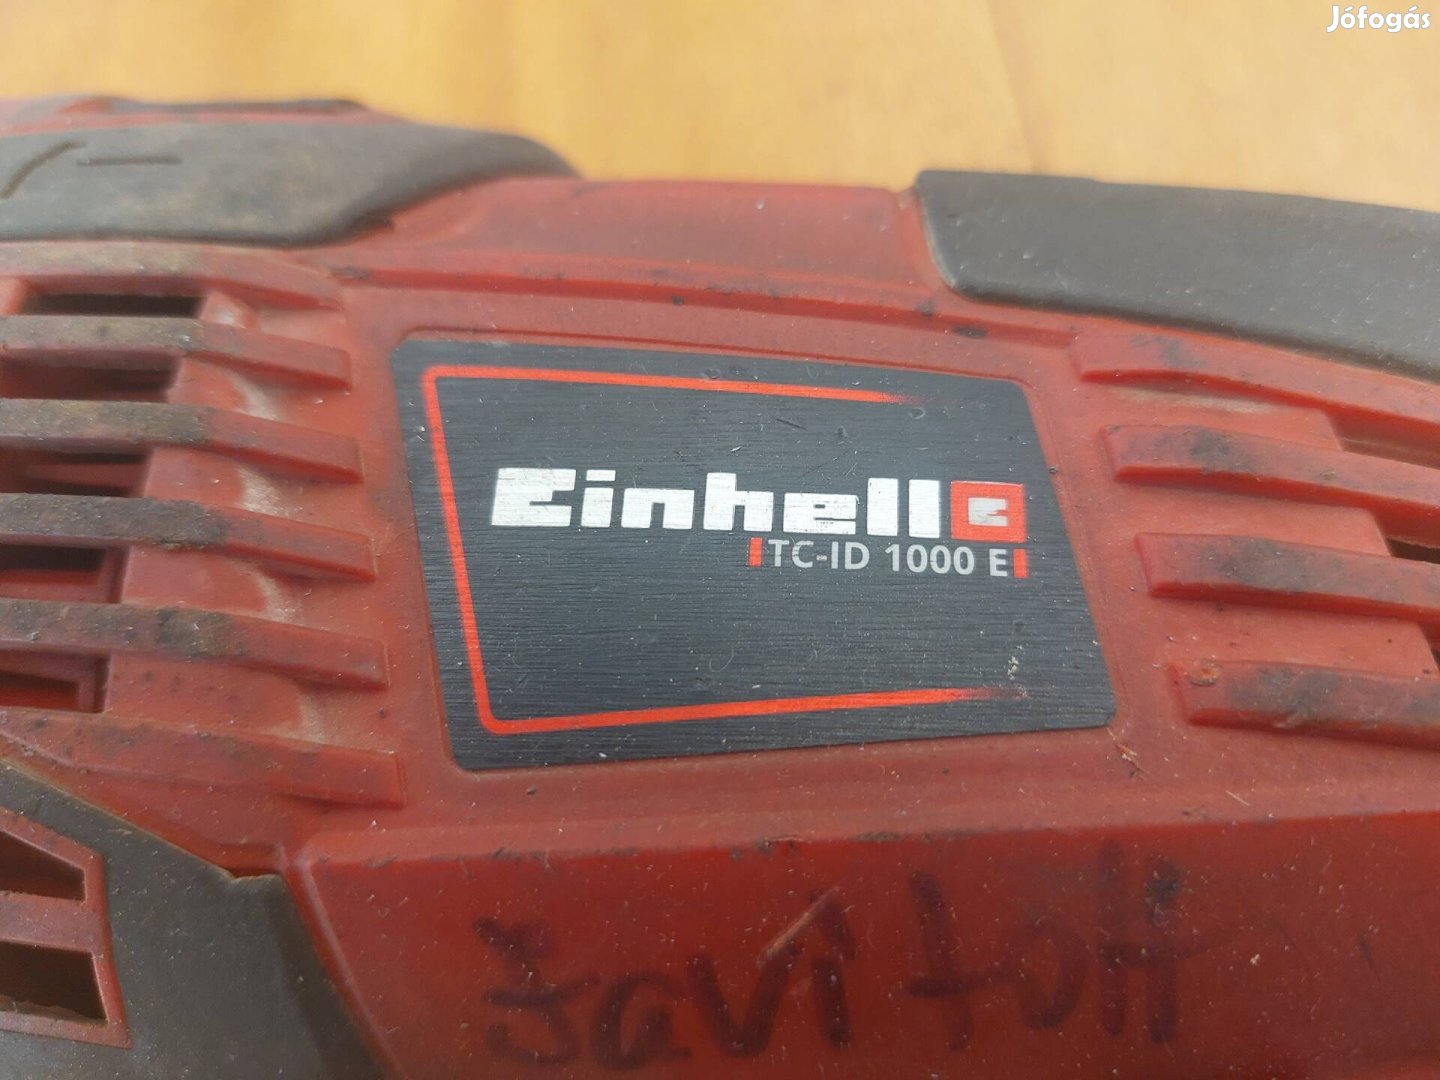 Jófogás
Einhell
TC-ID 1000 E
Javított